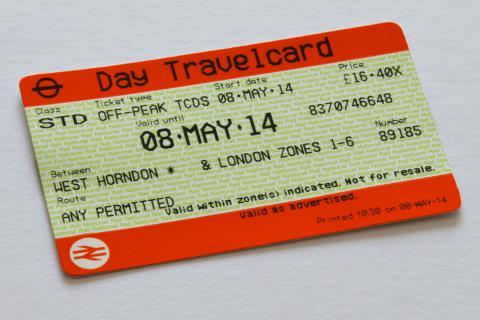 Day Travelcard
Class Ticket type Start date Price
STD OFF-PEAK TCDS 08·MAY·14 £16·40X
Valid until
08·MAY·14 8370746648
Number
89185
Between
WEST HORNDON * & LONDON ZONES 1-6
Route
ANY PERMITTED
Valid within zone(s) indicated. Not for resale.
Valid as advertised.
Printed 10:30 on 08-MAY-14